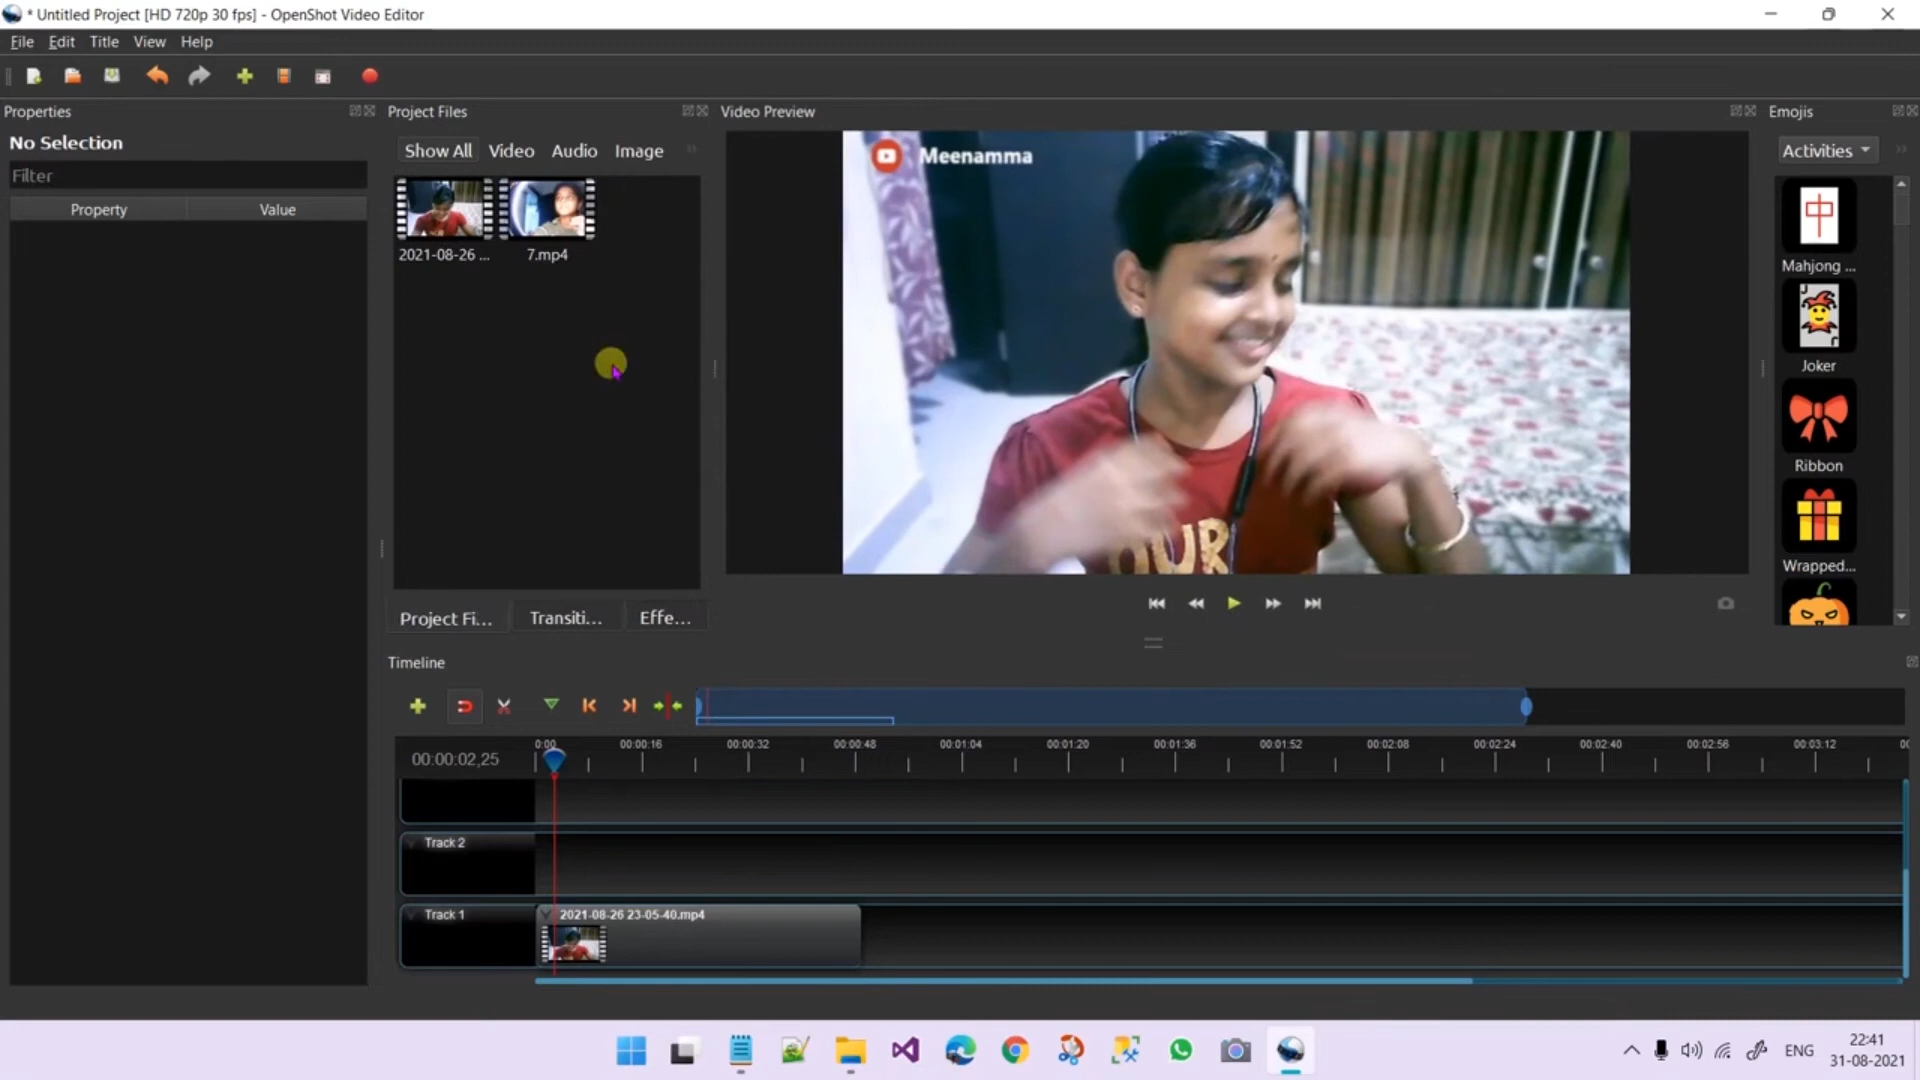 * Untitled Project [HD 720p 30 fps] - OpenShot Video Editor
File Edit Title View Help
Properties
Project Files
Video Preview
Emojis
No Selection
Filter
Property Value
Show All Video Audio Image
2021-08-26 ...
7.mp4
Meenamma
OUR
Activities
Mahjong ...
Joker
Ribbon
Wrapped...
Project Fi... Transiti... Effe...
Timeline
00:00:02,25
0:00 00:00:16 00:00:32 00:00:48 00:01:04 00:01:20 00:01:36 00:01:52 00:02:08 00:02:24 00:02:40 00:02:56 00:03:12
Track 2
Track 1
2021-08-26 23-05-40.mp4
ENG
22:41
31-08-2021